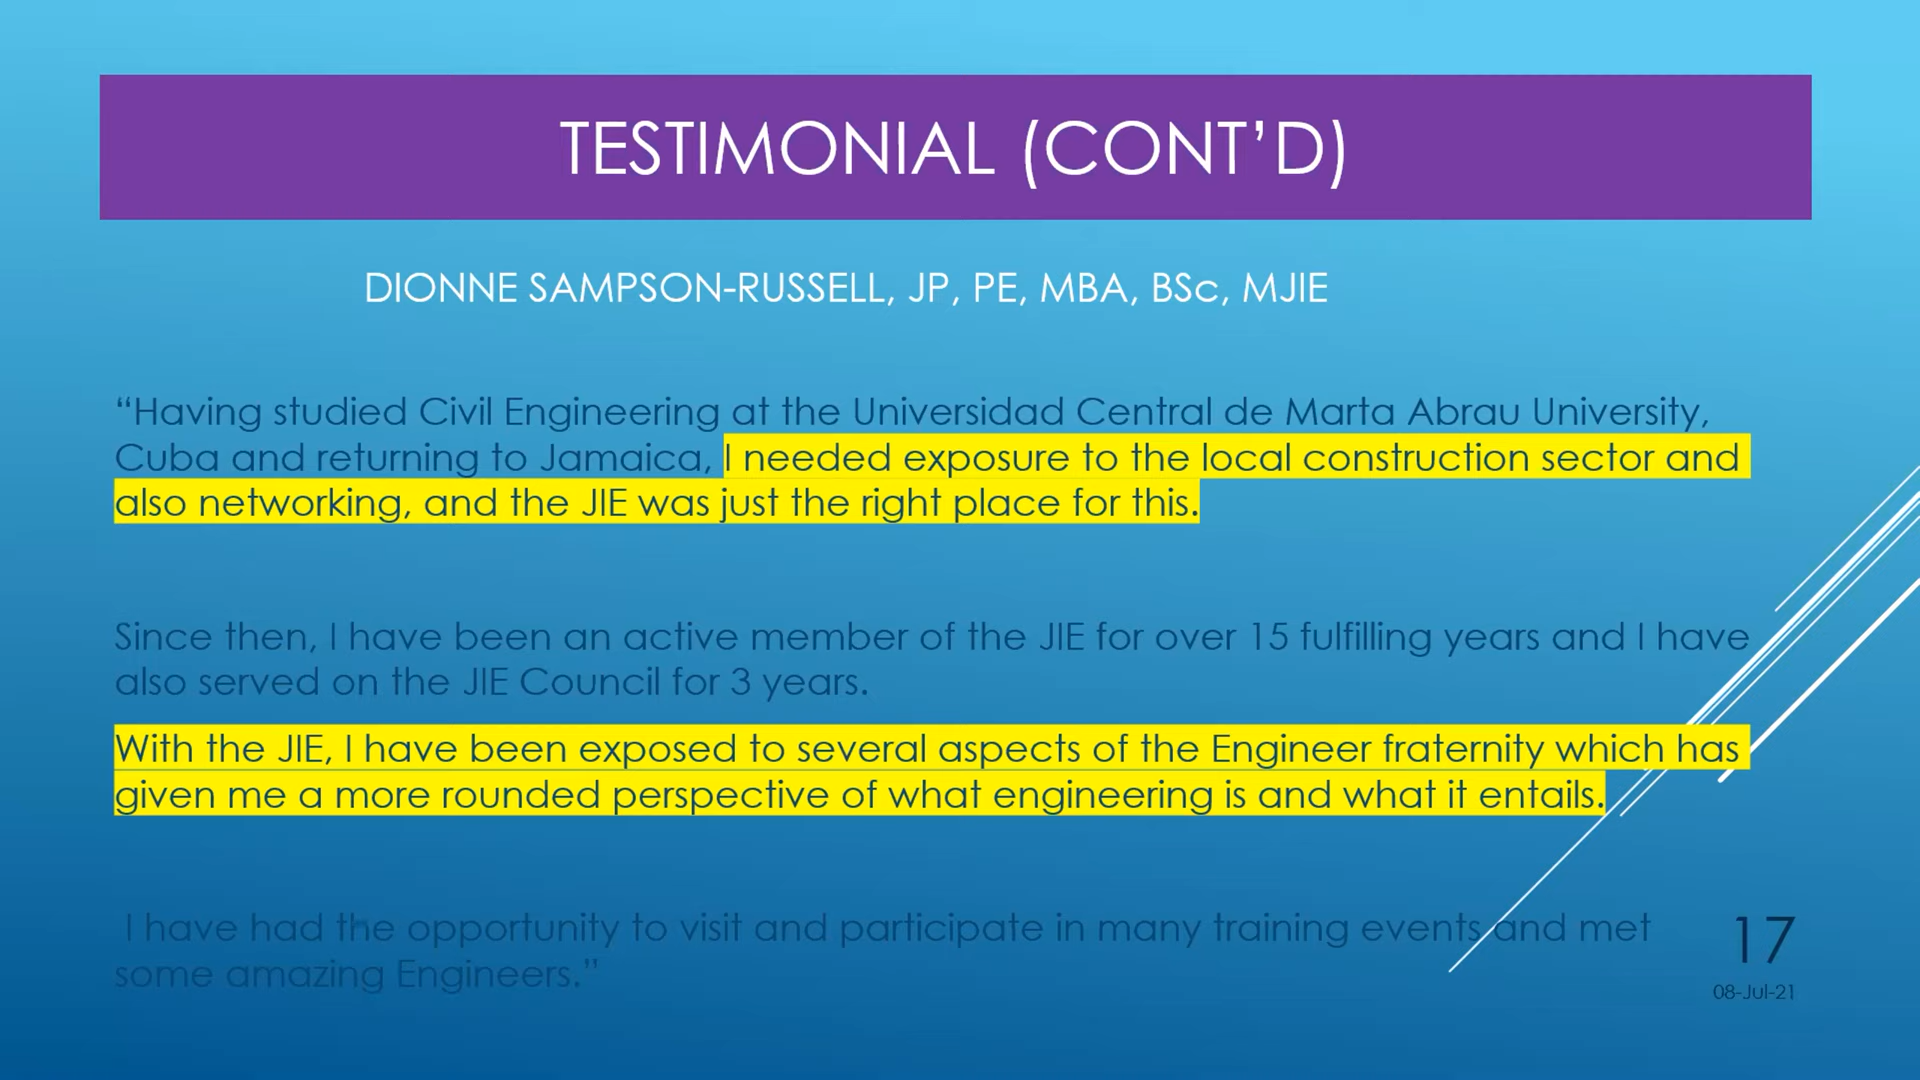 TESTIMONIAL (CONT’D)
DIONNE SAMPSON-RUSSELL, JP, PE, MBA, BSc, MJIE
“Having studied Civil Engineering at the Universidad Central de Marta Abrau University,
Cuba and returning to Jamaica, I needed exposure to the local construction sector and
also networking, and the JIE was just the right place for this.
Since then, I have been an active member of the JIE for over 15 fulfilling years and I have
also served on the JIE Council for 3 years.
With the JIE, I have been exposed to several aspects of the Engineer fraternity which has
given me a more rounded perspective of what engineering is and what it entails.
I have had the opportunity to visit and participate in many training events and met
some amazing Engineers.”
17
08-Jul-21